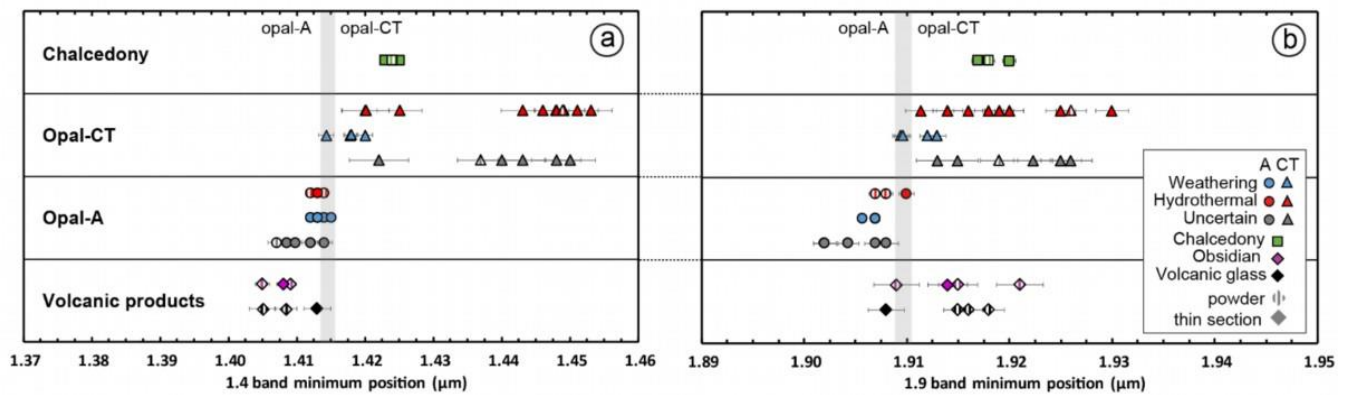 opal-A opal-CT
a
Chalcedony
Opal-CT
Opal-A
Volcanic products
1.37 1.38 1.39 1.40 1.41 1.42 1.43 1.44 1.45 1.46
1.4 band minimum position (µm)
opal-A opal-CT
b
A CT
Weathering
Hydrothermal
Uncertain
Chalcedony
Obsidian
Volcanic glass
powder
thin section
1.89 1.90 1.91 1.92 1.93 1.94 1.95
1.9 band minimum position (µm)